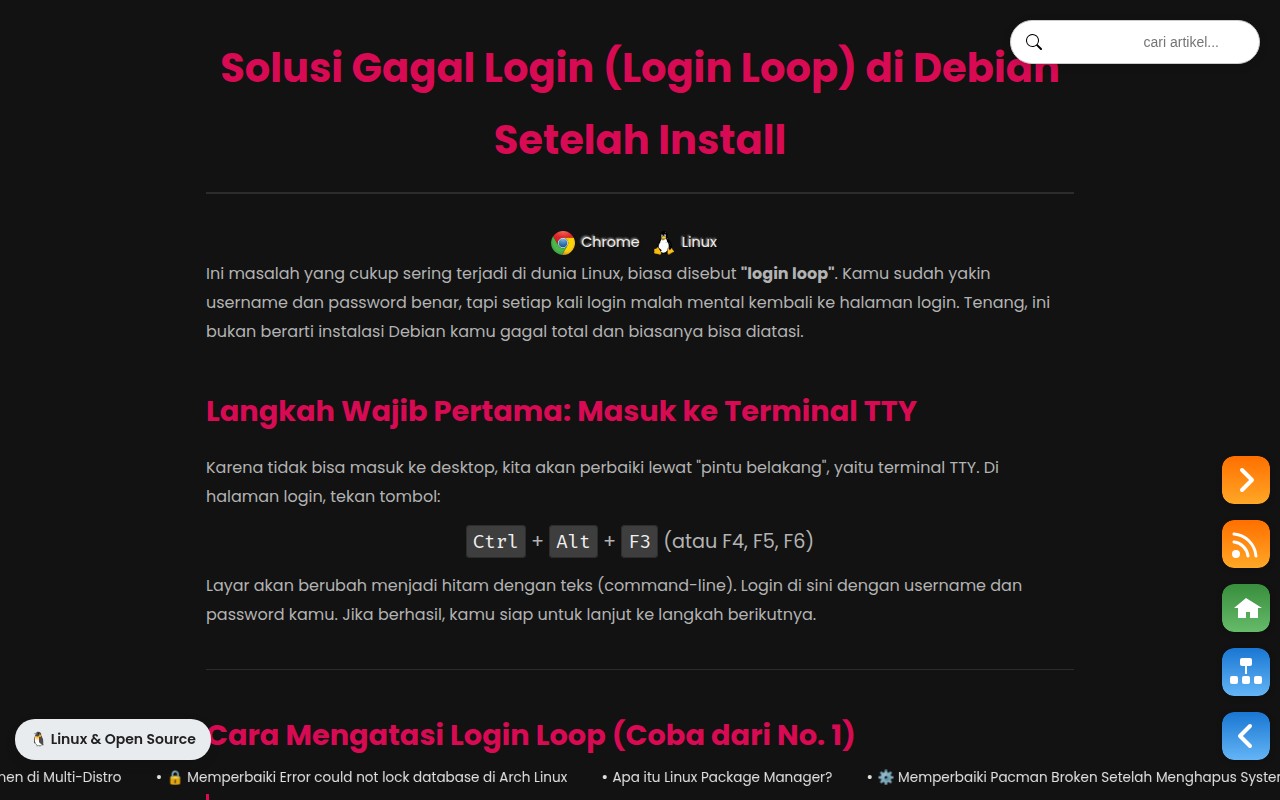 cari artikel...
Solusi Gagal Login (Login Loop) di Debian
Setelah Install
Chrome Linux
Ini masalah yang cukup sering terjadi di dunia Linux, biasa disebut "login loop". Kamu sudah yakin
username dan password benar, tapi setiap kali login malah mental kembali ke halaman login. Tenang, ini
bukan berarti instalasi Debian kamu gagal total dan biasanya bisa diatasi.
Langkah Wajib Pertama: Masuk ke Terminal TTY
Karena tidak bisa masuk ke desktop, kita akan perbaiki lewat "pintu belakang", yaitu terminal TTY. Di
halaman login, tekan tombol:
Ctrl + Alt + F3 (atau F4, F5, F6)
Layar akan berubah menjadi hitam dengan teks (command-line). Login di sini dengan username dan
password kamu. Jika berhasil, kamu siap untuk lanjut ke langkah berikutnya.
Cara Mengatasi Login Loop (Coba dari No. 1)
🐧 Linux & Open Source
di Multi-Distro • 🔒 Memperbaiki Error could not lock database di Arch Linux • Apa itu Linux Package Manager? • ⚙️ Memperbaiki Pacman Broken Setelah Menghapus